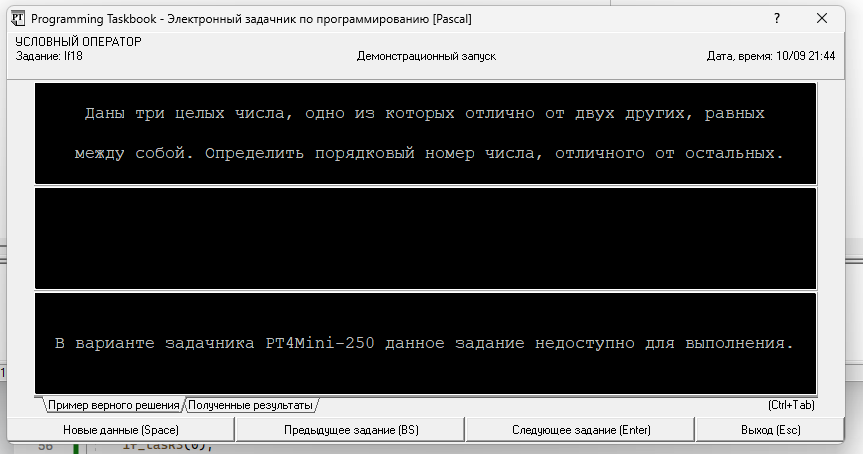 Programming Taskbook - Электронный задачник по программированию [Pascal]
УСЛОВНЫЙ ОПЕРАТОР
Задание: If18 Демонстрационный запуск Дата, время: 10/09 21:44
Даны три целых числа, одно из которых отлично от двух других, равных
между собой. Определить порядковый номер числа, отличного от остальных.
В варианте задачника PT4Mini-250 данное задание недоступно для выполнения.
Пример верного решения Полученные результаты (Ctrl+Tab)
Новые данные (Space) Предыдущее задание (BS) Следующее задание (Enter) Выход (Esc)